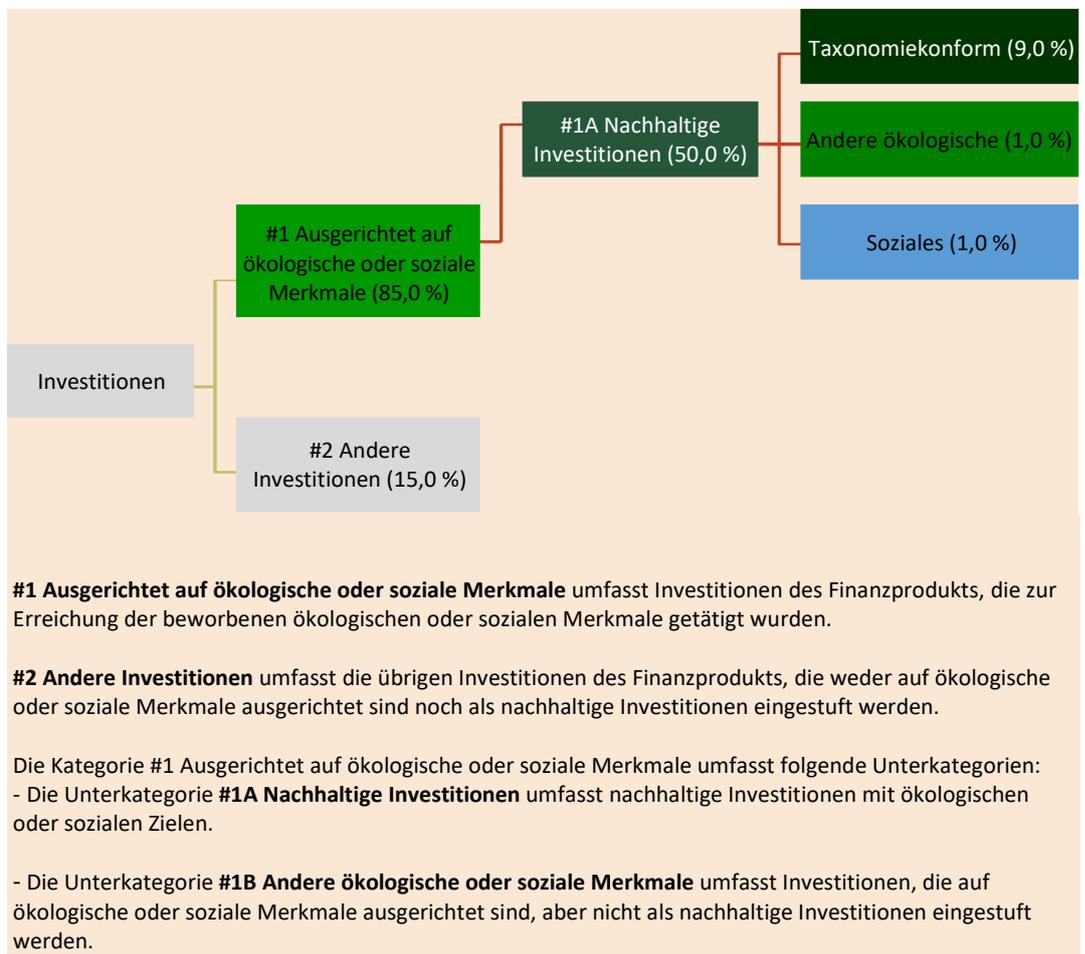 Taxonomiekonform (9,0 %)
#1A Nachhaltige
Investitionen (50,0 %)
Andere ökologische (1,0 %)
#1 Ausgerichtet auf
ökologische oder soziale
Merkmale (85,0 %)
Soziales (1,0 %)
Investitionen
#2 Andere
Investitionen (15,0 %)
#1 Ausgerichtet auf ökologische oder soziale Merkmale umfasst Investitionen des Finanzprodukts, die zur
Erreichung der beworbenen ökologischen oder sozialen Merkmale getätigt wurden.
#2 Andere Investitionen umfasst die übrigen Investitionen des Finanzprodukts, die weder auf ökologische
oder soziale Merkmale ausgerichtet sind noch als nachhaltige Investitionen eingestuft werden.
Die Kategorie #1 Ausgerichtet auf ökologische oder soziale Merkmale umfasst folgende Unterkategorien:
- Die Unterkategorie #1A Nachhaltige Investitionen umfasst nachhaltige Investitionen mit ökologischen
oder sozialen Zielen.
- Die Unterkategorie #1B Andere ökologische oder soziale Merkmale umfasst Investitionen, die auf
ökologische oder soziale Merkmale ausgerichtet sind, aber nicht als nachhaltige Investitionen eingestuft
werden.